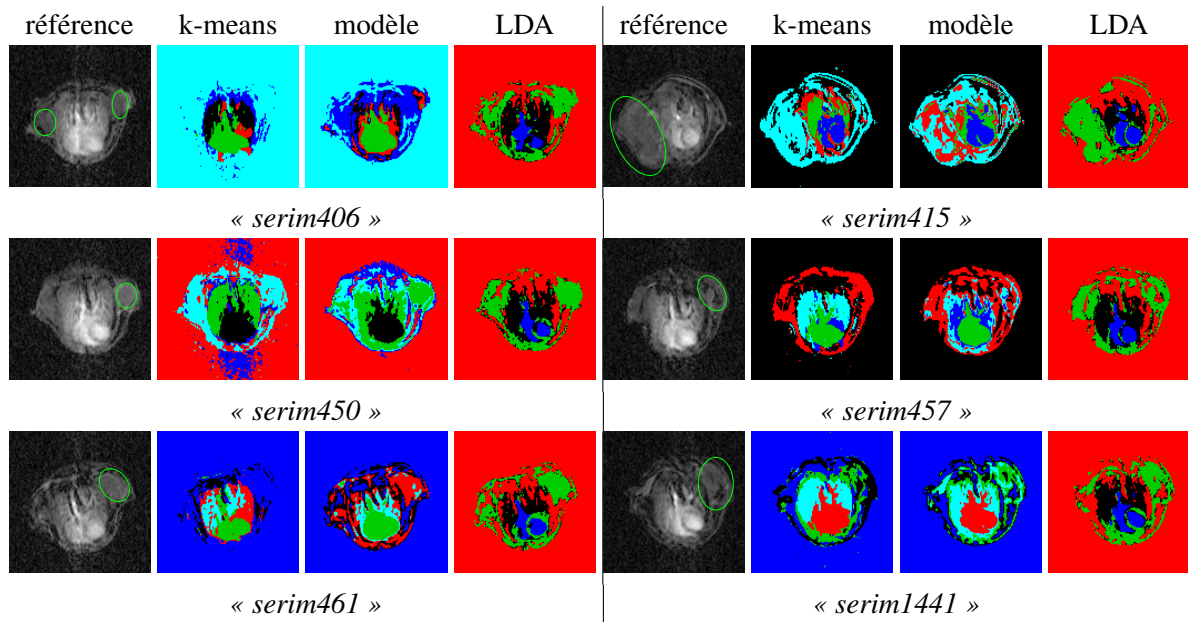 référence k-means modèle LDA référence k-means modèle LDA
« serim406 » « serim415 »
« serim450 » « serim457 »
« serim461 » « serim1441 »